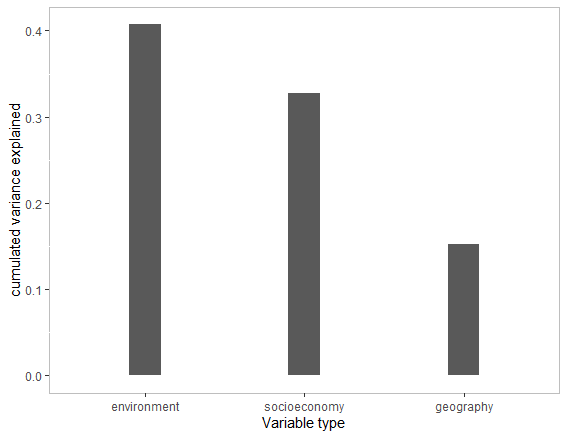 cumulated variance explained
0.4
0.3
0.2
0.1
0.0
environment socioeconomy geography
Variable type